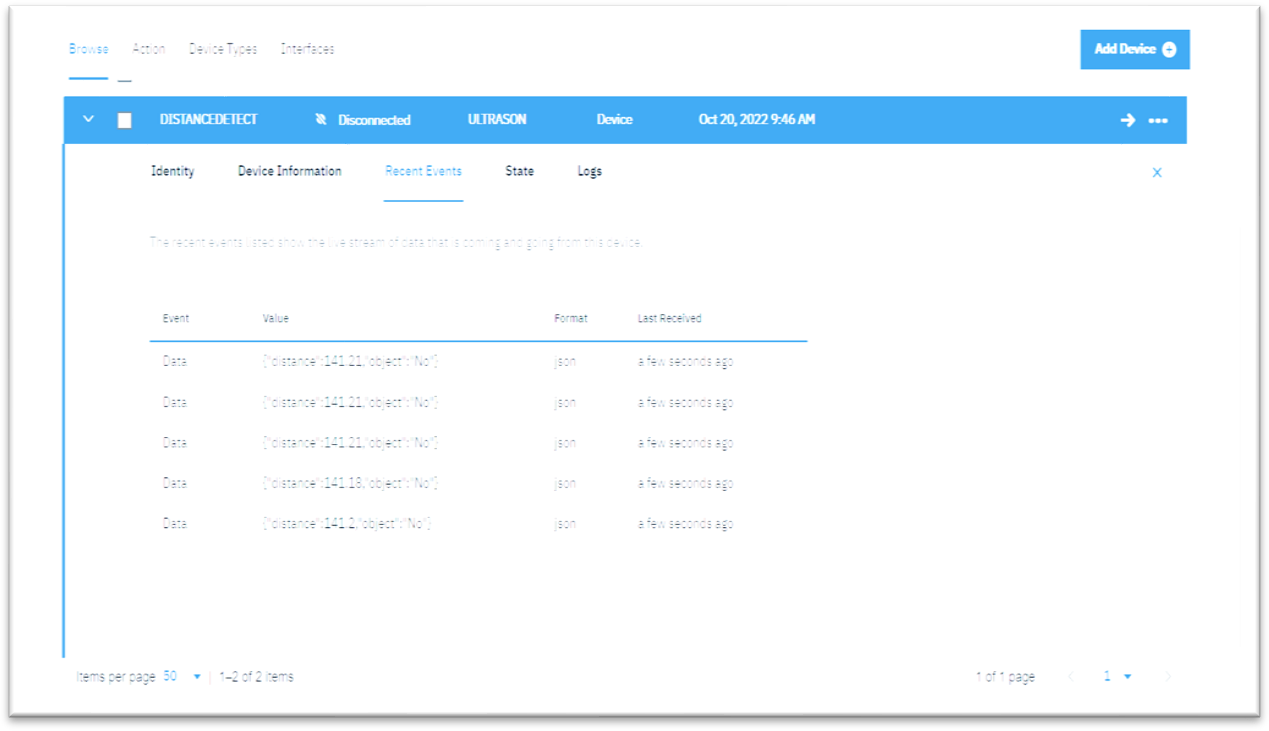 Browse Action Device Types Interfaces Add Device
DISTANCEDETECT Disconnected ULTRASON Device Oct 20, 2022 9:46 AM
Identity Device Information Recent Events State Logs X
The recent events listed show the live stream of data that is coming and going from this device.
Event Value Format Last Received
Data {"distance":141.21,"object":"No"} json a few seconds ago
Data {"distance":141.21,"object":"No"} json a few seconds ago
Data {"distance":141.21,"object":"No"} json a few seconds ago
Data {"distance":141.18,"object":"No"} json a few seconds ago
Data {"distance":141.2,"object":"No"} json a few seconds ago
Items per page 50 | 1–2 of 2 items 1 of 1 page 1